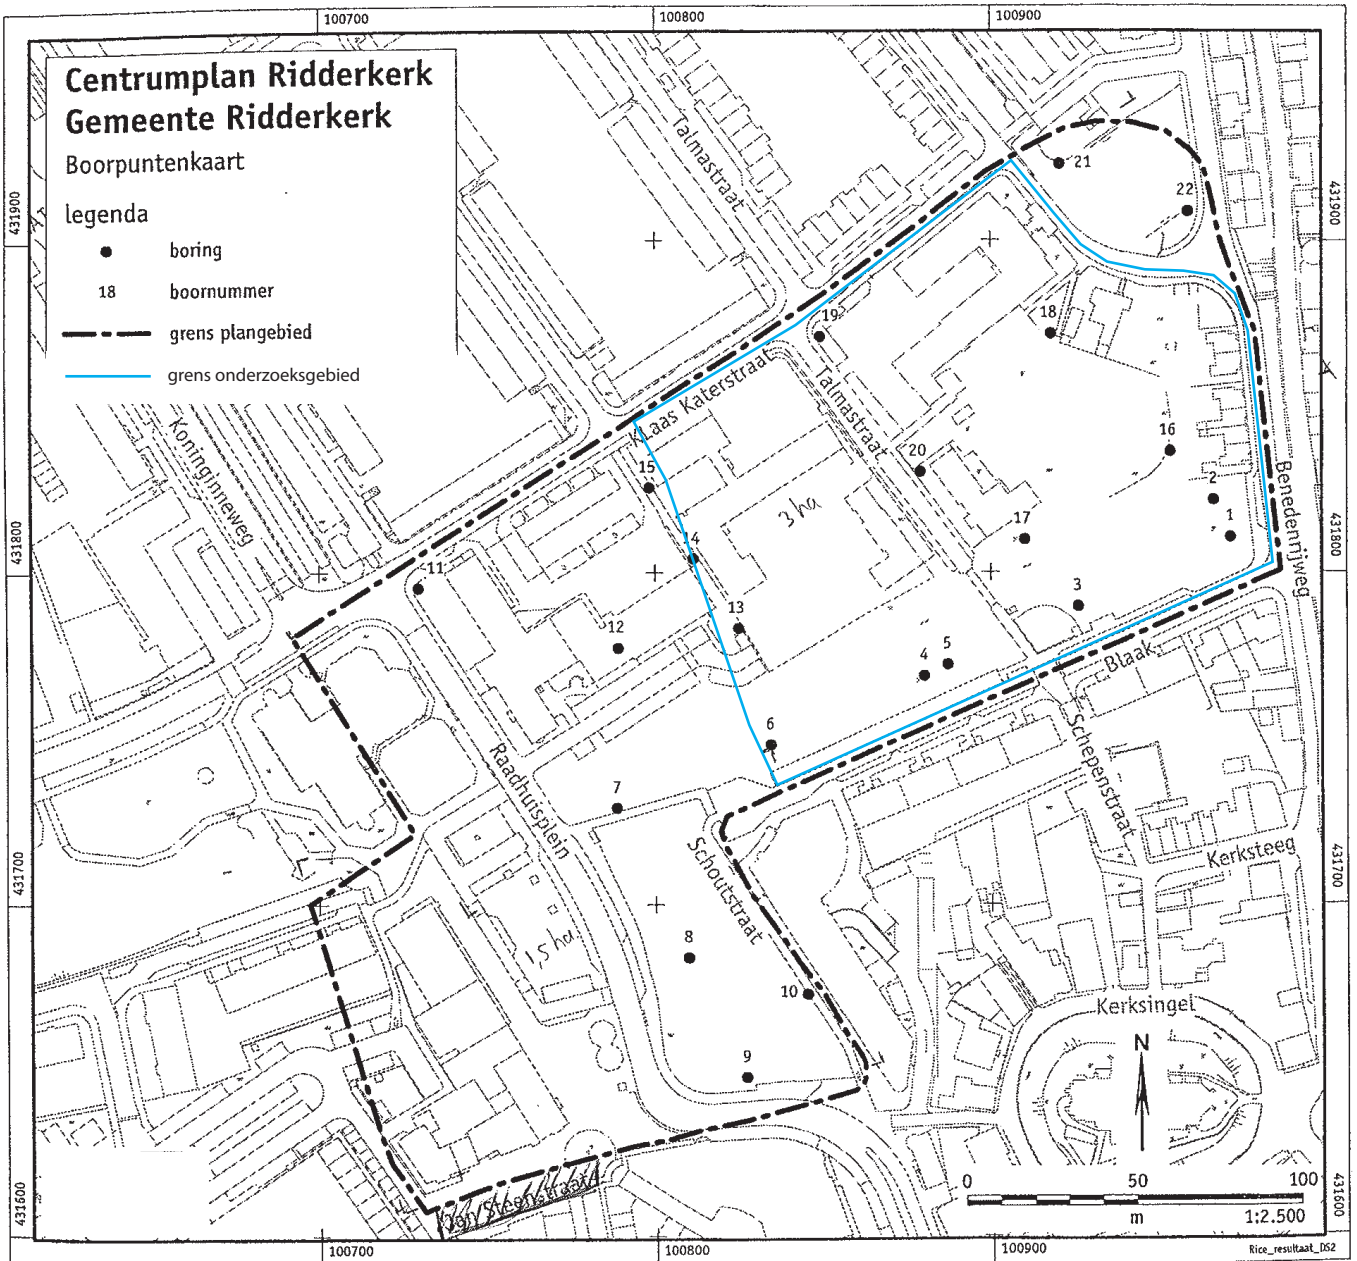 100700
100800
100900
Centrumplan Ridderkerk
Gemeente Ridderkerk
Boorpuntenkaart
legenda
boring
18 boornummer
grens plangebied
grens onderzoeksgebied
431900
431900
Talmastraat
21
22
19
18
Klaas Katerstraat
Talmastraat
Koninginneweg
16
15
20
2
1
3 ha
17
Benedenrijweg
431800
431800
14
11
13
3
12
5
4
Blaak
6
Raadhuisplein
Schepenstraat
7
Schoutstraat
Kerksteeg
431700
431700
8
1,5 ha
10
Kerksingel
9
N
0 50 100
m 1:2.500
Jan Steenstraat
431600
431600
100700
100800
100900
Rice_resultaat_DS2